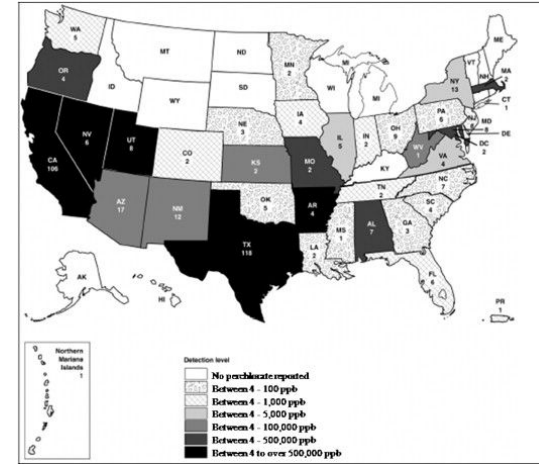 WA
5
MT
ND
MN
2
ME
OR
4
ID
SD
WI
MI
MI
VT
NH
MA
2
NY
13
WY
CT
1
NE
3
IA
4
PA
6
NJ
NV
6
UT
8
CO
2
IL
5
IN
2
OH
MD
8
DE
CA
106
KS
2
MO
2
WV
1
VA
4
DC
2
KY
AZ
17
NM
12
OK
5
AR
4
TN
2
NC
7
SC
4
TX
118
LA
2
MS
1
AL
7
GA
3
AK
HI
FL
6
PR
1
Northern
Mariana
Islands
1
Detection level
No perchlorate reported
Between 4 - 100 ppb
Between 4 - 1,000 ppb
Between 4 - 5,000 ppb
Between 4 - 100,000 ppb
Between 4 - 500,000 ppb
Between 4 to over 500,000 ppb